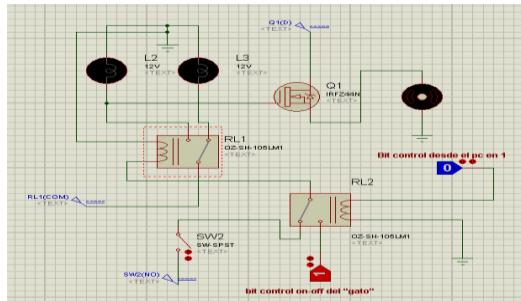 Q1(D)
<TEXT>
L2
12V
<TEXT>
L3
12V
<TEXT>
Q1
IRFZ44N
<TEXT>
RL1
OZ-SH-105LM1
<TEXT>
Bit control desde el pc en 1
0
RL2
RL1(COM)
<TEXT>
OZ-SH-105LM1
<TEXT>
SW2
SW-SPST
<TEXT>
SW2(NO)
<TEXT>
1
bit control on-off del "gato"